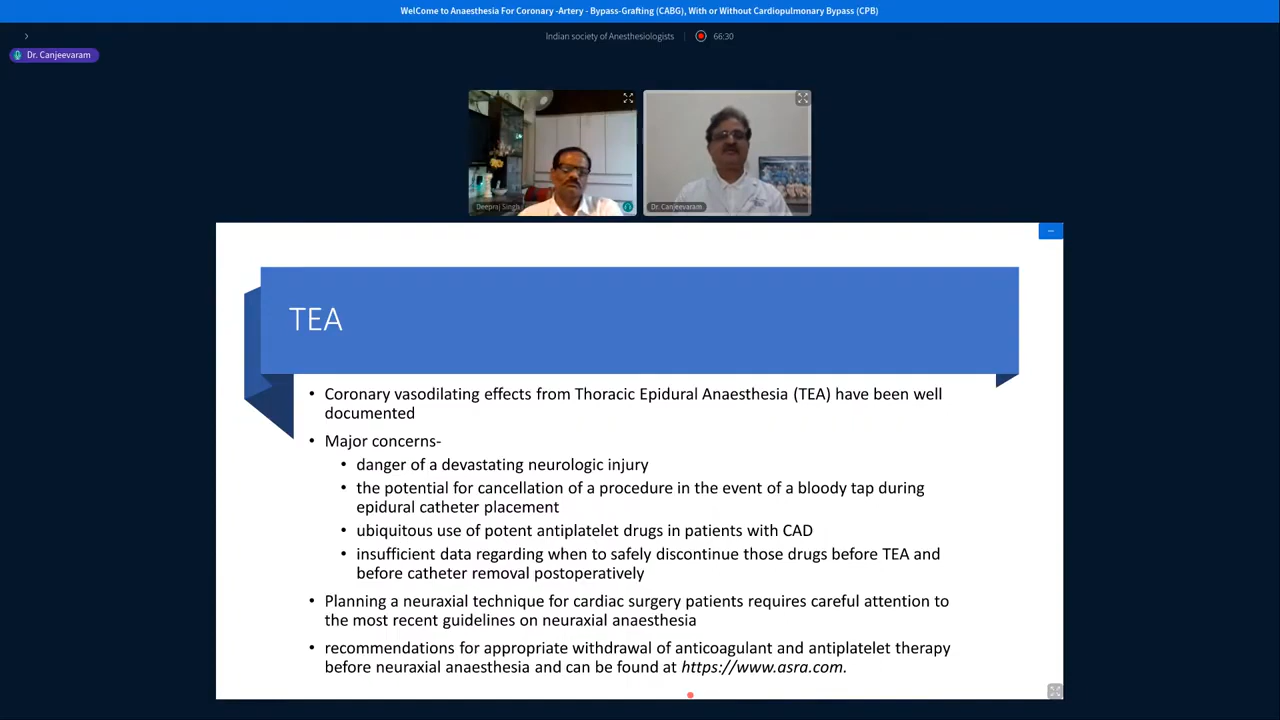 WelCome to Anaesthesia For Coronary -Artery - Bypass-Grafting (CABG), With or Without Cardiopulmonary Bypass (CPB)
Indian society of Anesthesiologists
66:30
Dr. Canjeevaram
Deepraj Singh
Dr. Canjeevaram
TEA
• Coronary vasodilating effects from Thoracic Epidural Anaesthesia (TEA) have been well
documented
• Major concerns-
• danger of a devastating neurologic injury
• the potential for cancellation of a procedure in the event of a bloody tap during
epidural catheter placement
• ubiquitous use of potent antiplatelet drugs in patients with CAD
• insufficient data regarding when to safely discontinue those drugs before TEA and
before catheter removal postoperatively
• Planning a neuraxial technique for cardiac surgery patients requires careful attention to
the most recent guidelines on neuraxial anaesthesia
• recommendations for appropriate withdrawal of anticoagulant and antiplatelet therapy
before neuraxial anaesthesia and can be found at https://www.asra.com.